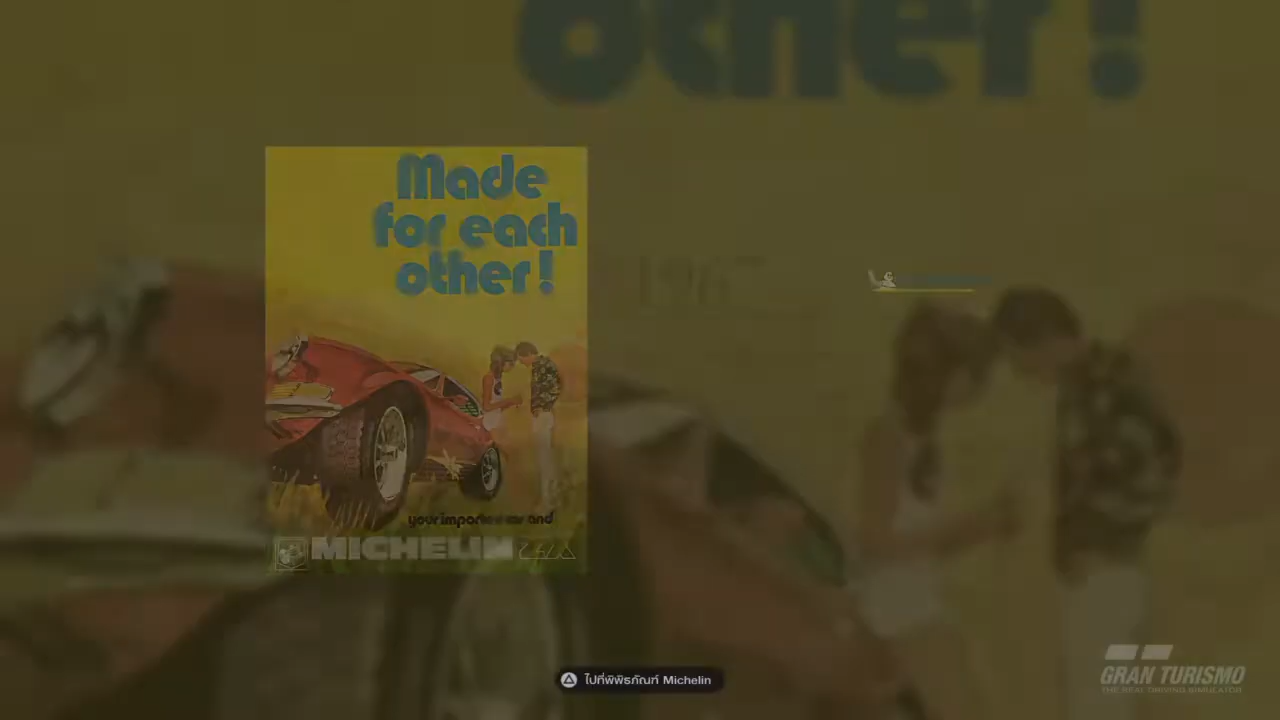 other!
Made
for each
other!
your imported car and
MICHELIN
ไปที่พิพิธภัณฑ์ Michelin
GRAN TURISMO
THE REAL DRIVING SIMULATOR